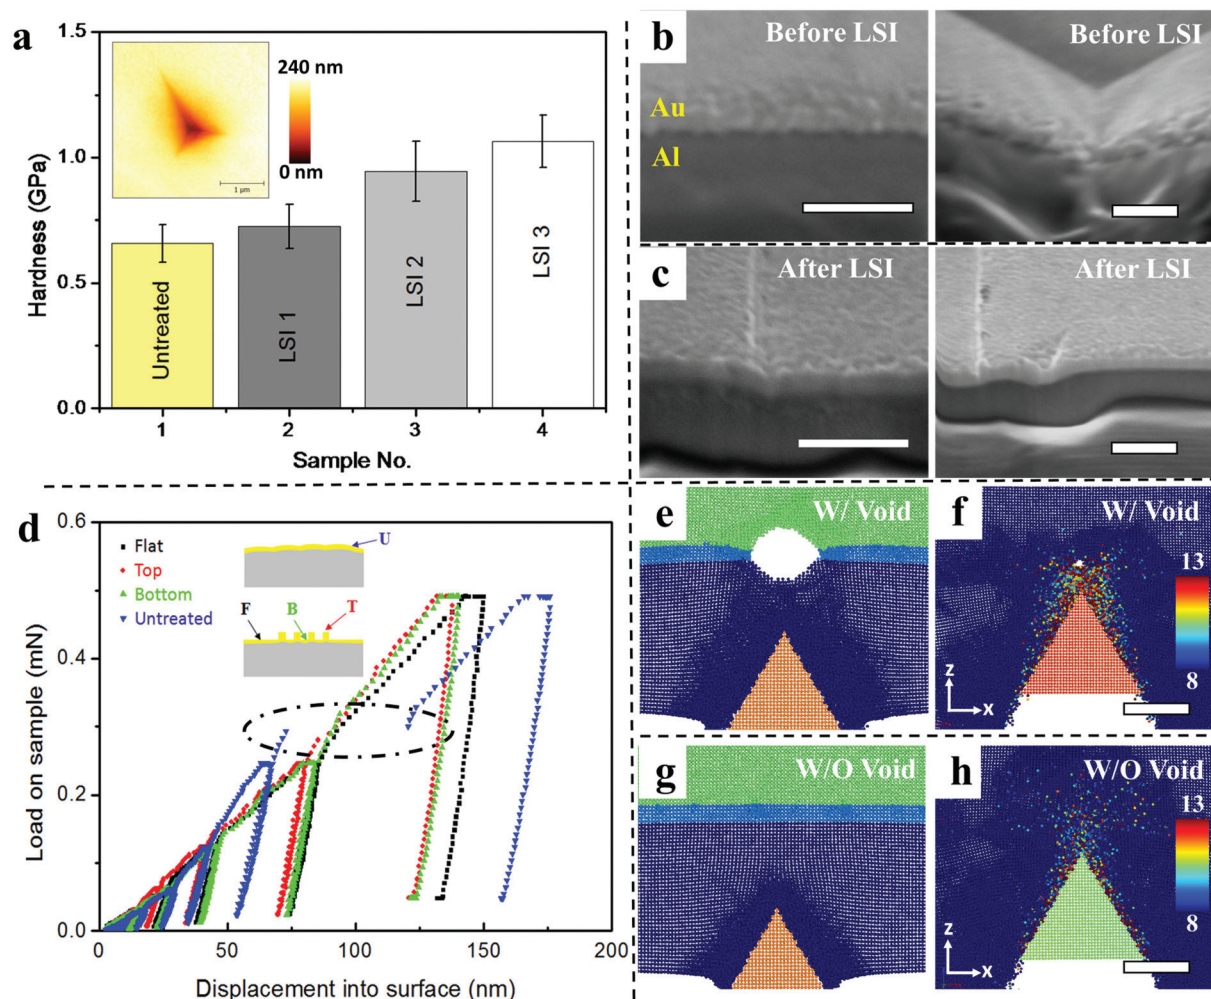 a
1.5
1.0
0.5
0.0
Hardness (GPa)
240 nm
0 nm
1 µm
Untreated
LSI 1
LSI 2
LSI 3
1
2
3
4
Sample No.
b
Before LSI
Au
Al
Before LSI
c
After LSI
After LSI
d
0.6
0.4
0.2
0.0
Load on sample (mN)
Flat
Top
Bottom
Untreated
U
F
B
T
0
50
100
150
200
Displacement into surface (nm)
e
W/ Void
f
W/ Void
13
8
z
x
g
W/O Void
h
W/O Void
13
8
z
x